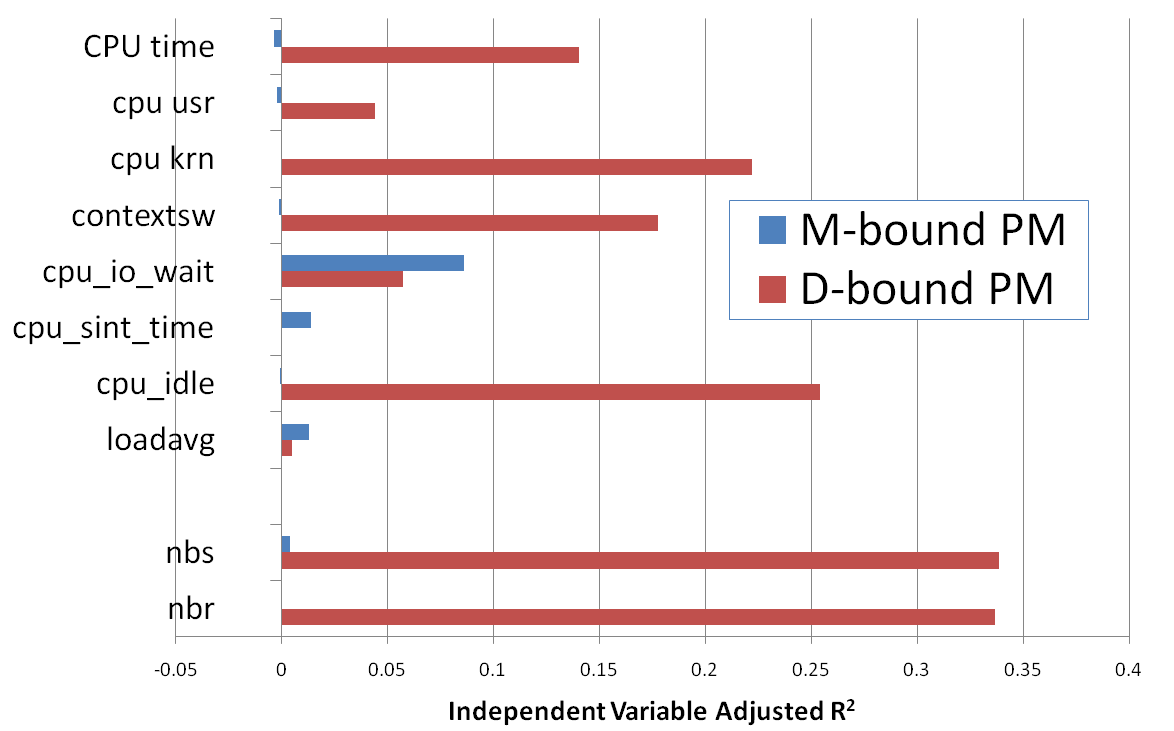 CPU time
cpu usr
cpu krn
contextsw
cpu_io_wait
cpu_sint_time
cpu_idle
loadavg
nbs
nbr
M-bound PM
D-bound PM
-0.05 0 0.05 0.1 0.15 0.2 0.25 0.3 0.35 0.4
Independent Variable Adjusted R²